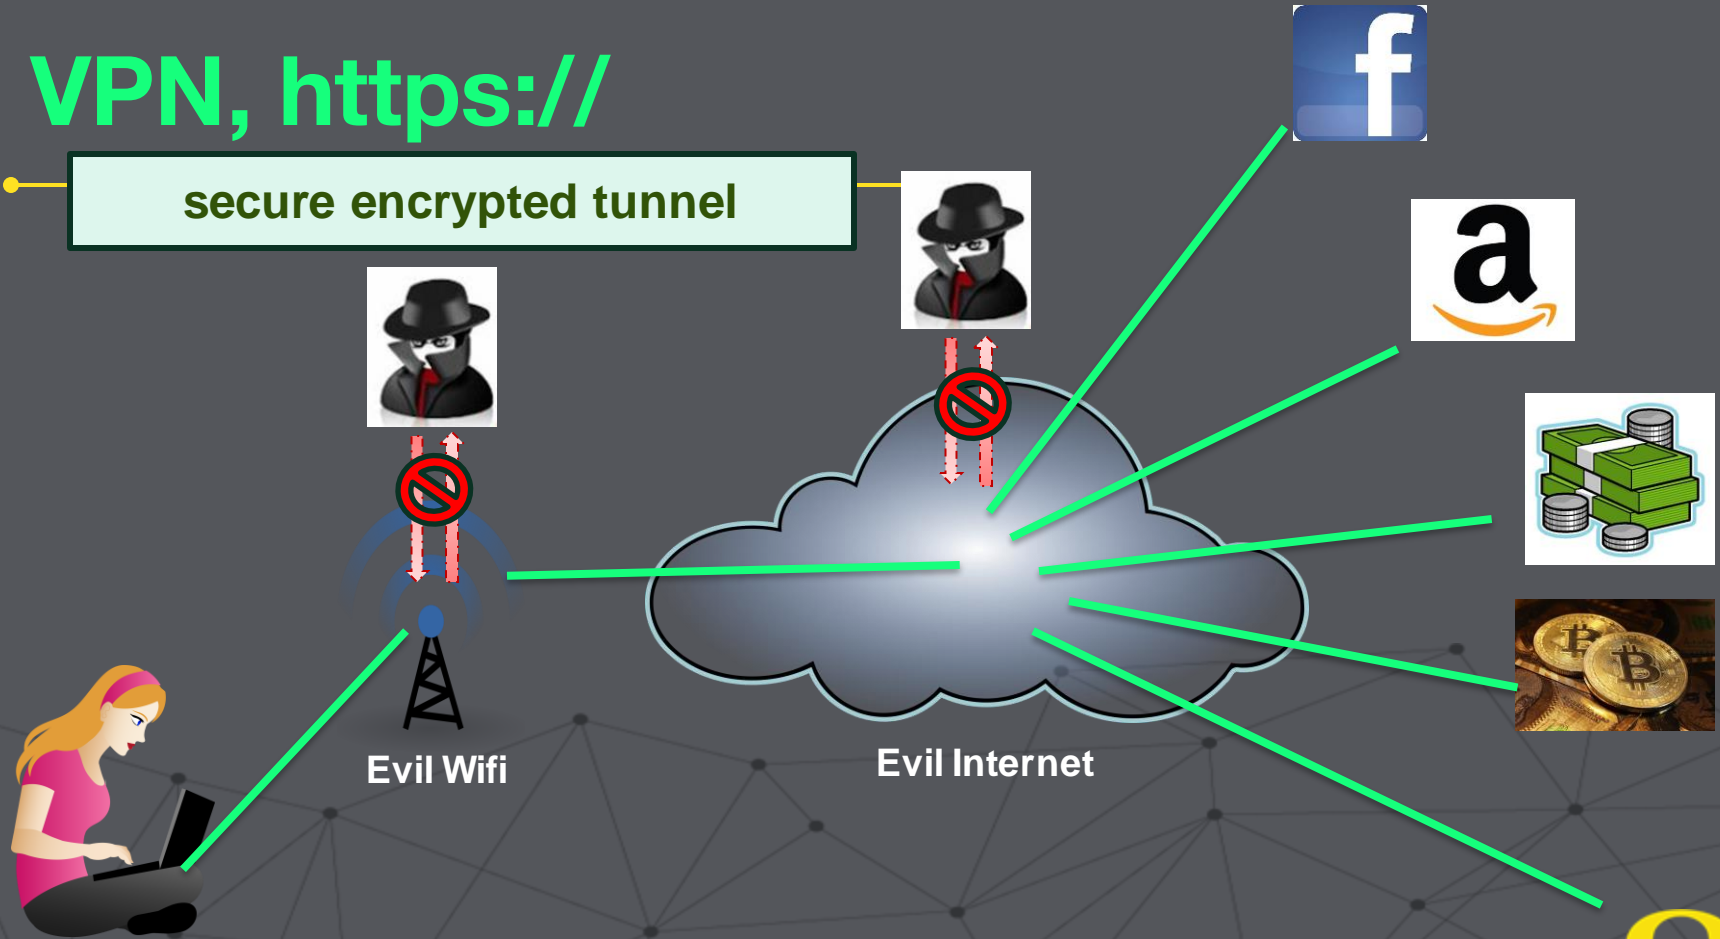 VPN, https://
secure encrypted tunnel
f
a
Evil Wifi
Evil Internet